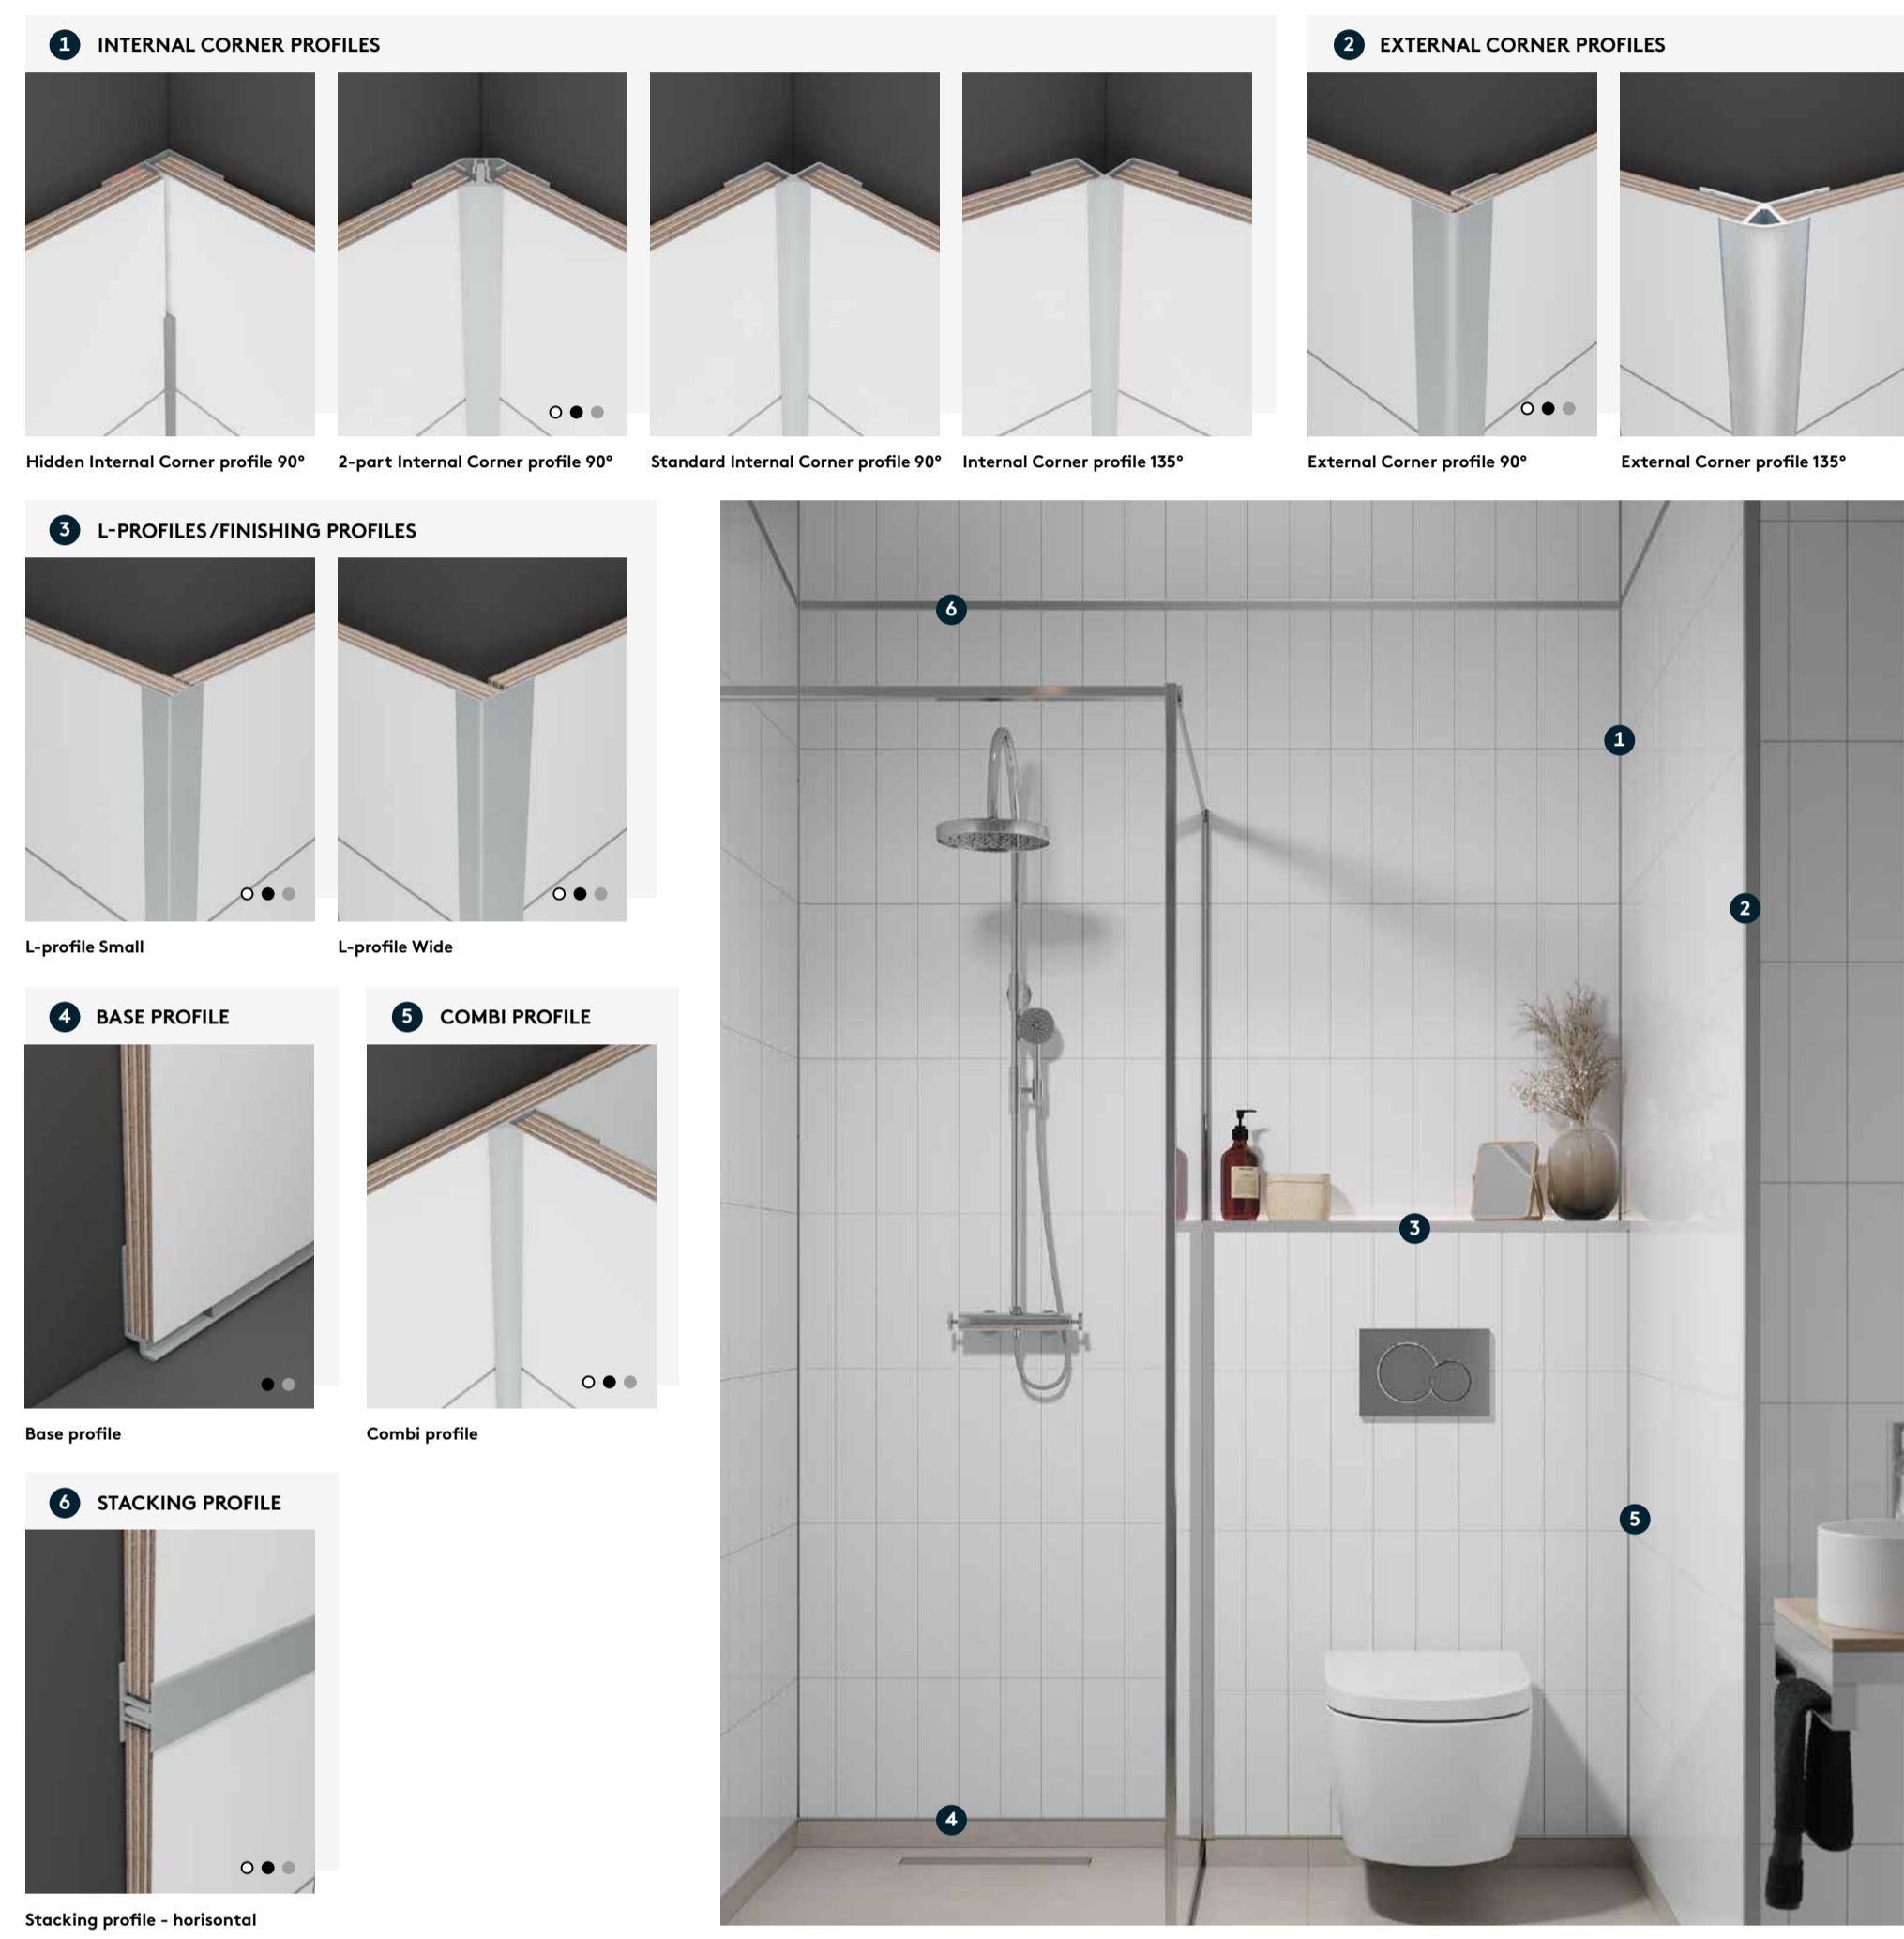 1 INTERNAL CORNER PROFILES
2 EXTERNAL CORNER PROFILES
Hidden Internal Corner profile 90°
2-part Internal Corner profile 90°
Standard Internal Corner profile 90°
Internal Corner profile 135°
External Corner profile 90°
External Corner profile 135°
3 L-PROFILES/FINISHING PROFILES
L-profile Small
L-profile Wide
4 BASE PROFILE
5 COMBI PROFILE
Base profile
Combi profile
6 STACKING PROFILE
Stacking profile - horisontal
6
1
2
3
5
4